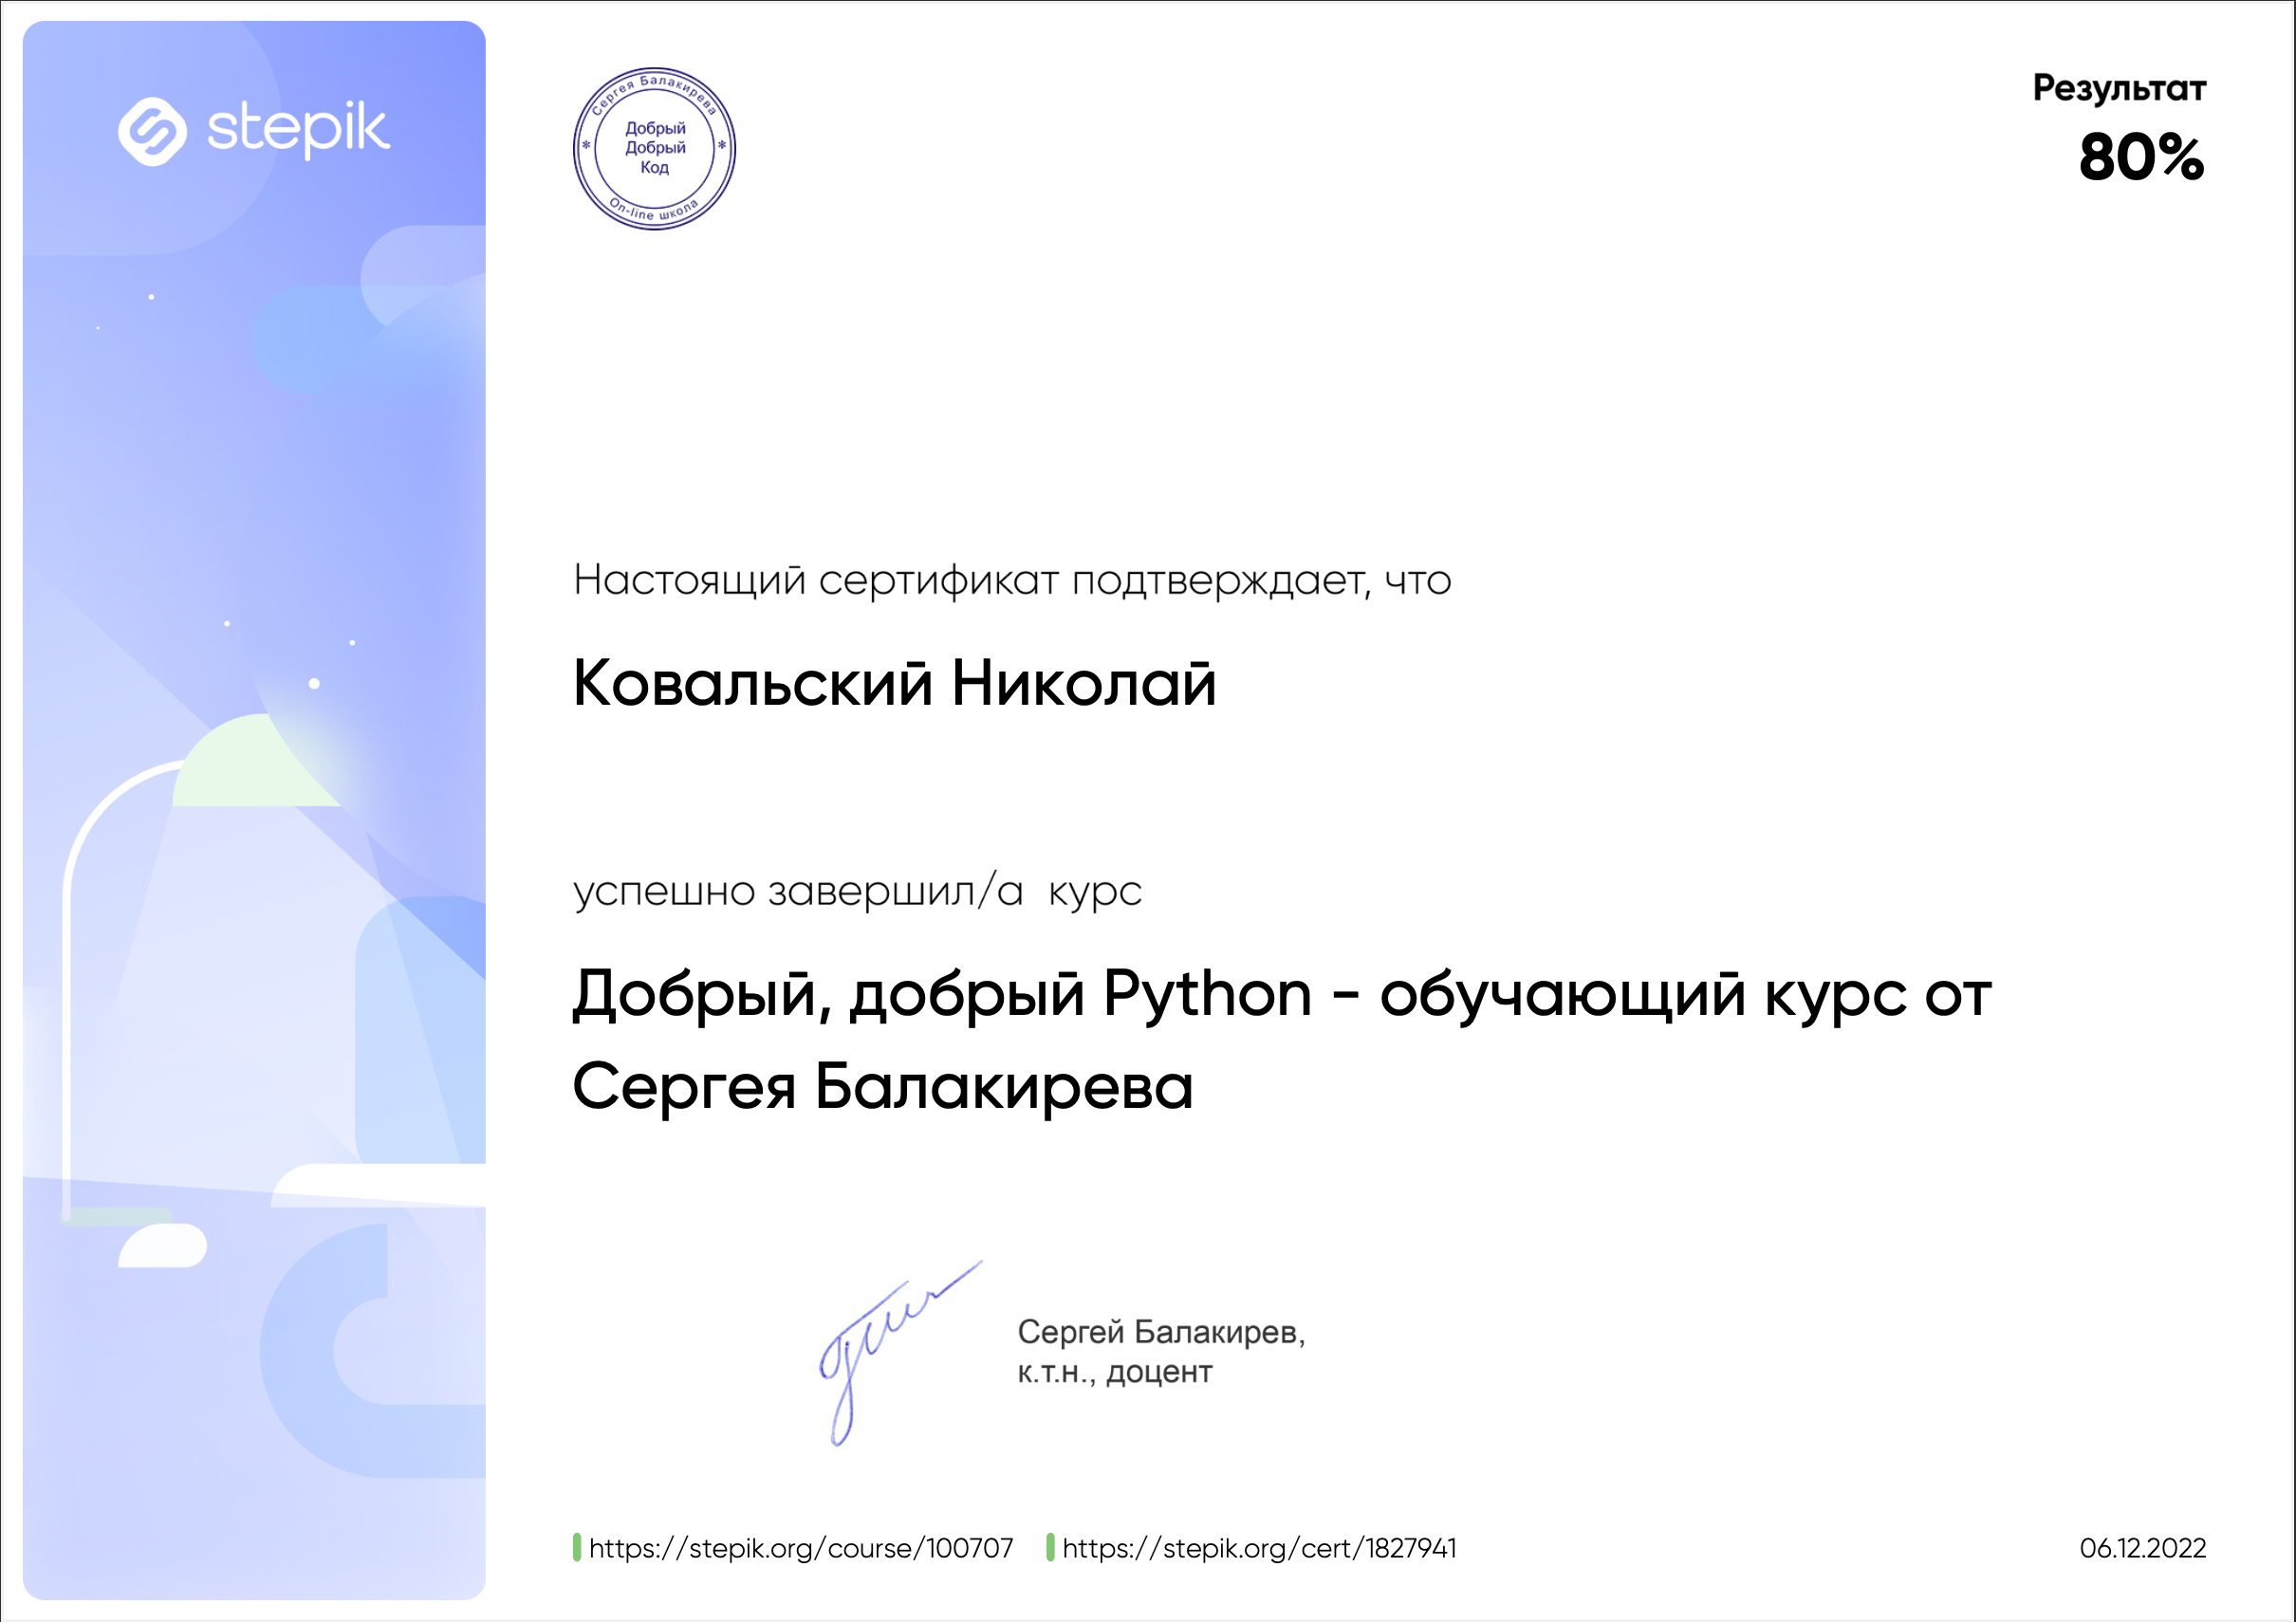 stepik
Сергея Балакирева
Добрый
Добрый
Код
On-line школа
Результат
80%
Настоящий сертификат подтверждает, что
Ковальский Николай
успешно завершил/а  курс
Добрый, добрый Python - обучающий курс от
Сергея Балакирева
Сергей Балакирев,
к.т.н., доцент
https://stepik.org/course/100707
https://stepik.org/cert/1827941
06.12.2022